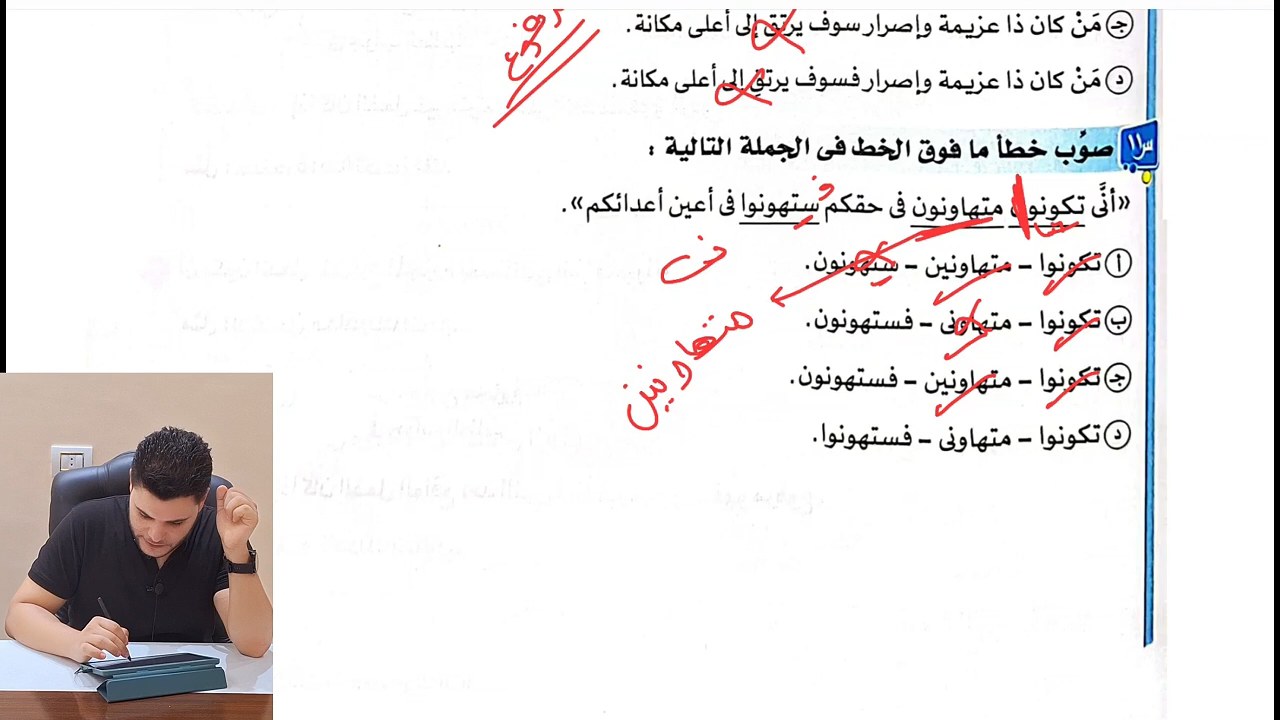 ج مَنْ كان ذا عزيمة وإصرار سوف يرتق إلى أعلى مكانة.
د مَنْ كان ذا عزيمة وإصرار فسوف يرتقِ إلى أعلى مكانة.
س١١ صوِّب خطأ ما فوق الخط فى الجملة التالية :
«أنَّى تكونون متهاونون فى حقكم ستهونوا فى أعين أعدائكم».
ف
أ تكونوا – متهاونين – ستهونون.
ب تكونوا – متهاونى – فستهونون.
متهاونين
ج تكونوا – متهاونين – فستهونون.
د تكونوا – متهاونى – فستهونوا.